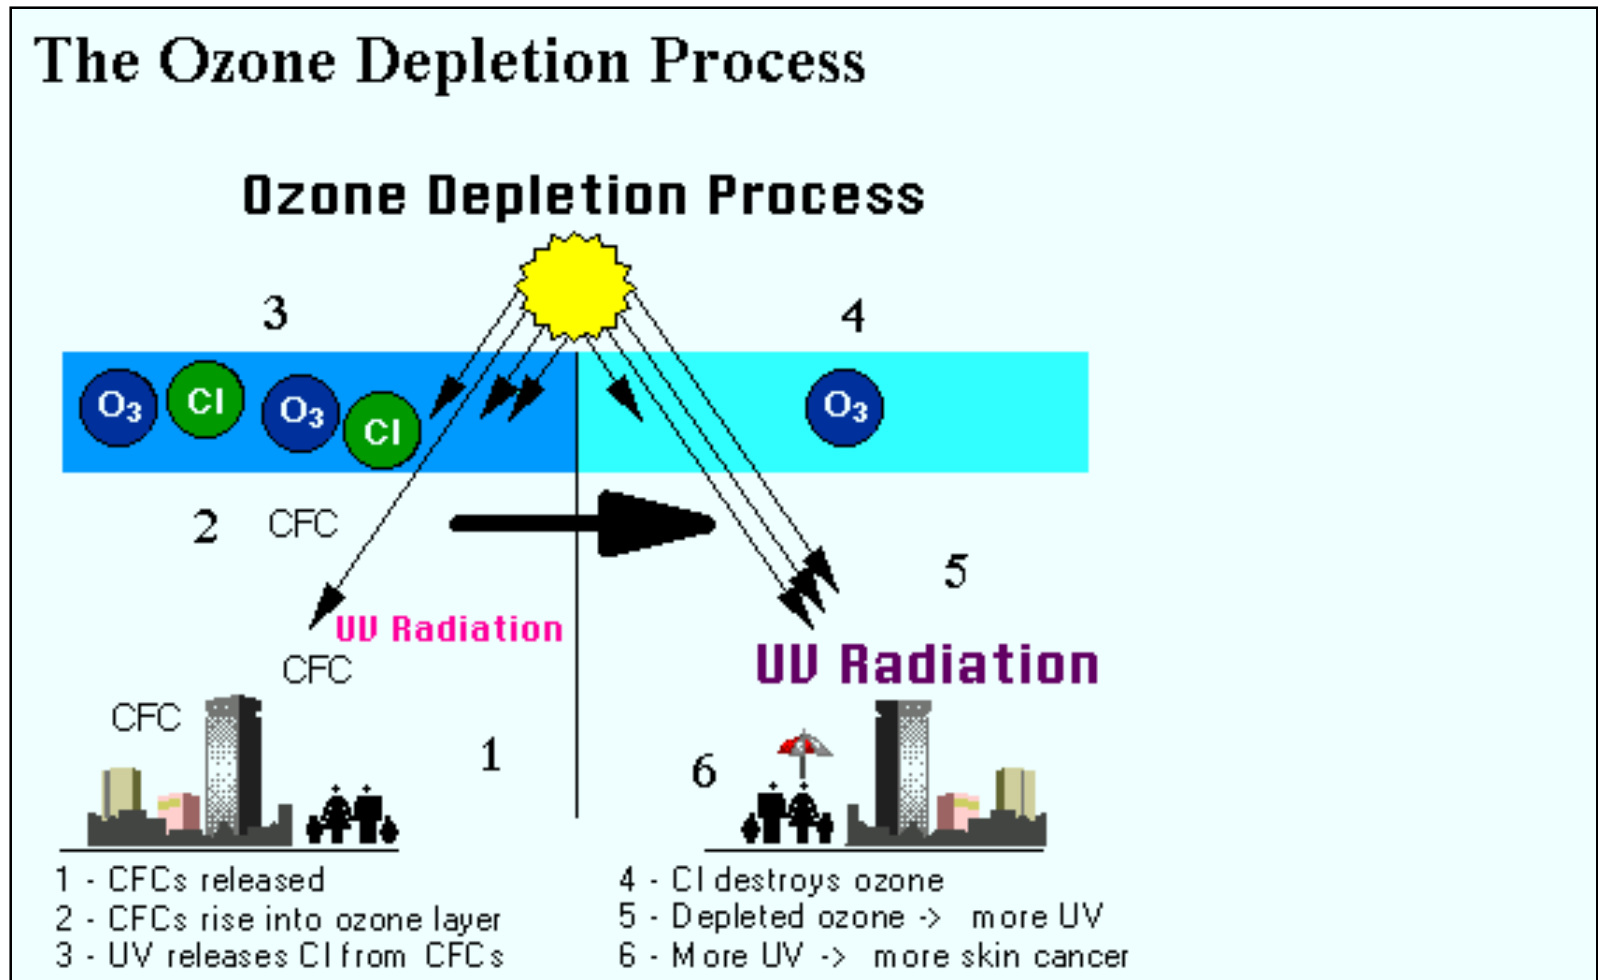 The Ozone Depletion Process
Ozone Depletion Process
3
4
O3 Cl O3 Cl
O3
2 CFC
5
UV Radiation
UV Radiation
CFC
CFC
1
6
1 - CFCs released
2 - CFCs rise into ozone layer
3 - UV releases Cl from CFCs
4 - Cl destroys ozone
5 - Depleted ozone -> more UV
6 - More UV -> more skin cancer